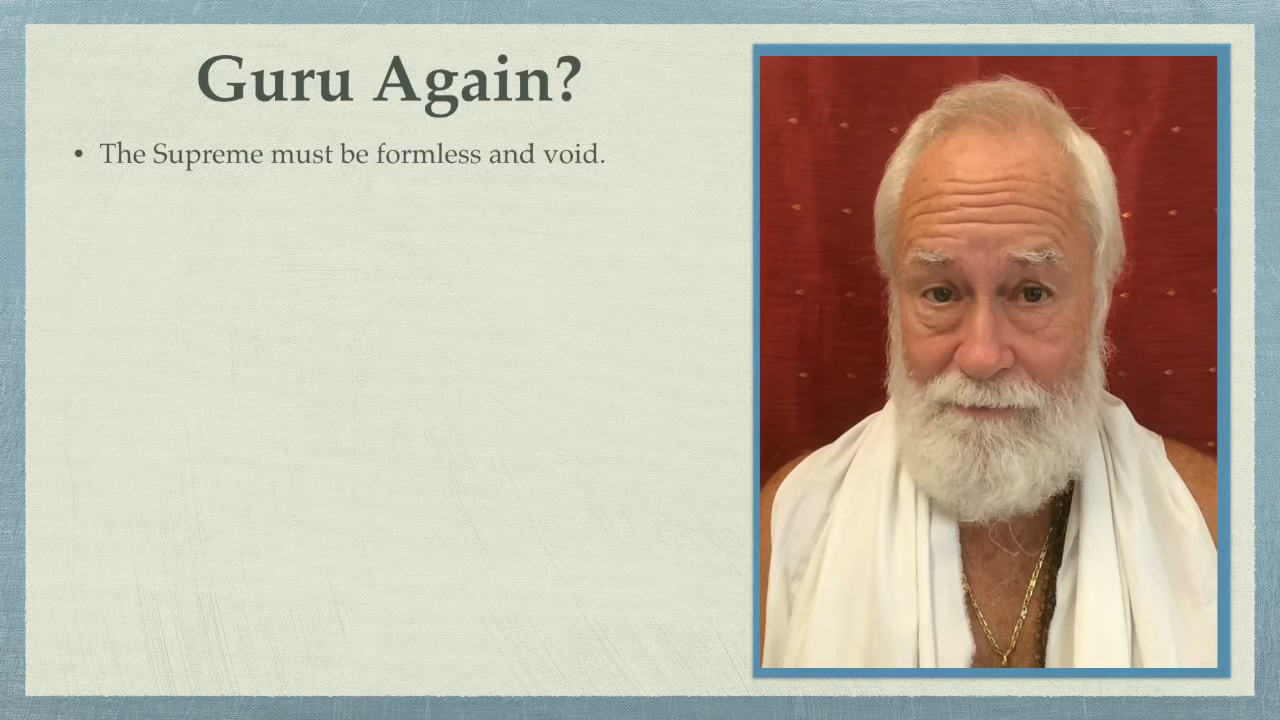 Guru Again?
• The Supreme must be formless and void.